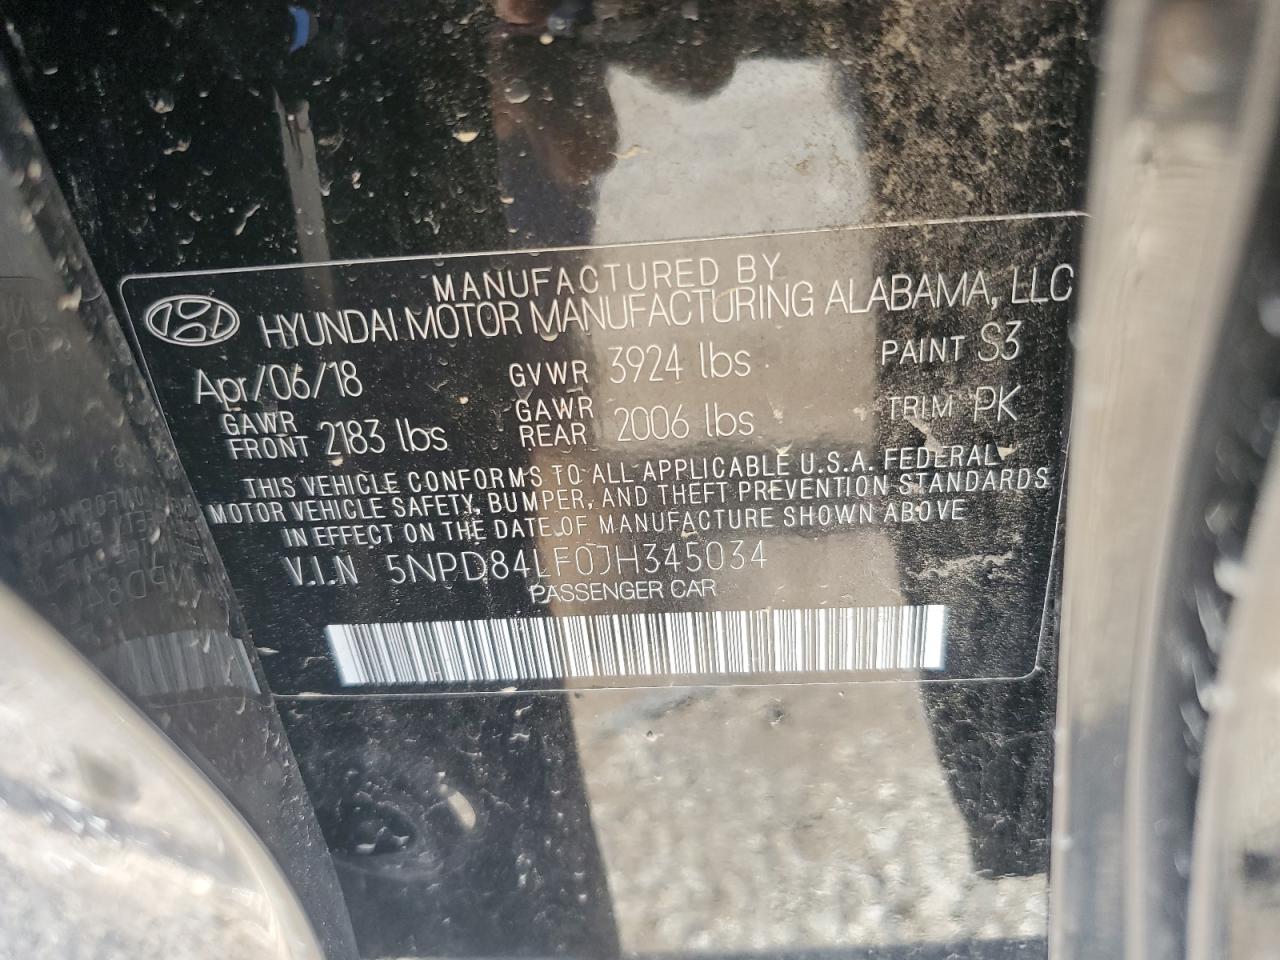 MANUFACTURED BY
HYUNDAI MOTOR MANUFACTURING ALABAMA, LLC
Apr/06/18 GVWR 3924 lbs PAINT S3
GAWR FRONT 2183 lbs GAWR REAR 2006 lbs TRIM PK
THIS VEHICLE CONFORMS TO ALL APPLICABLE U.S.A. FEDERAL
MOTOR VEHICLE SAFETY, BUMPER, AND THEFT PREVENTION STANDARDS
IN EFFECT ON THE DATE OF MANUFACTURE SHOWN ABOVE
V.I.N 5NPD84LF0JH345034
PASSENGER CAR